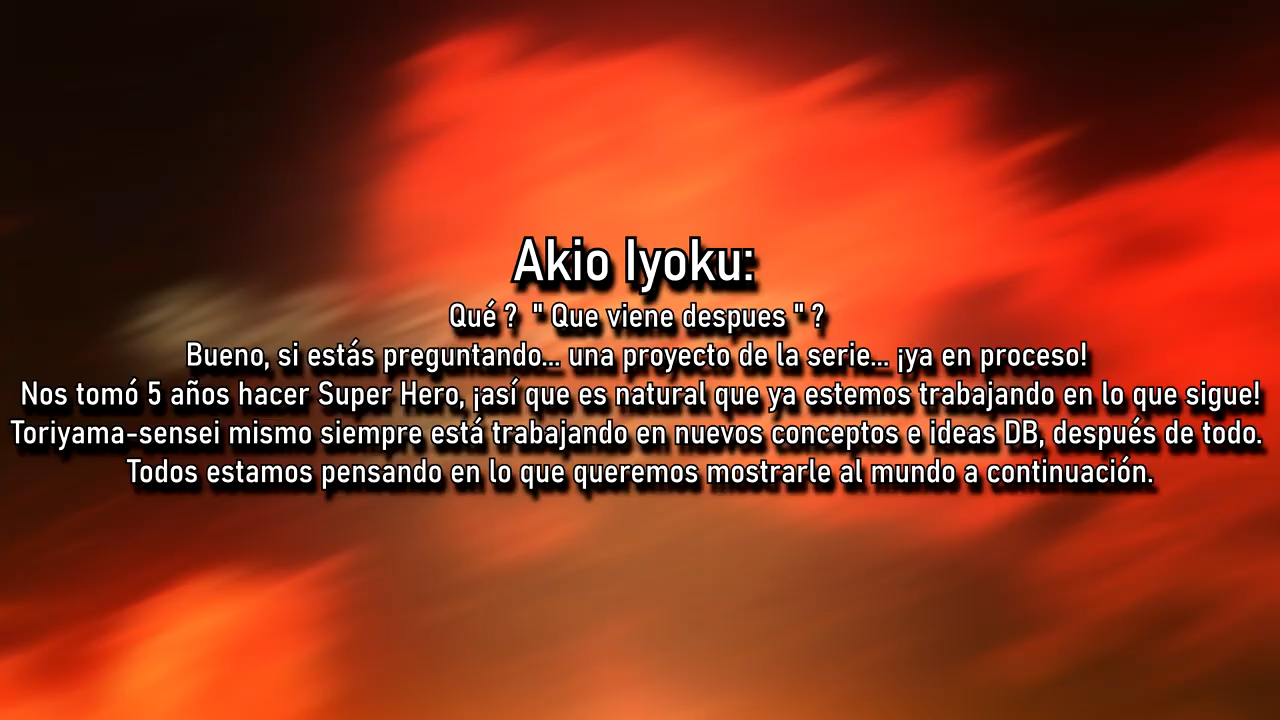 Akio Iyoku:
Qué ? " Que viene despues " ?
Bueno, si estás preguntando... una proyecto de la serie... ¡ya en proceso!
Nos tomó 5 años hacer Super Hero, ¡así que es natural que ya estemos trabajando en lo que sigue!
Toriyama-sensei mismo siempre está trabajando en nuevos conceptos e ideas DB, después de todo.
Todos estamos pensando en lo que queremos mostrarle al mundo a continuación.